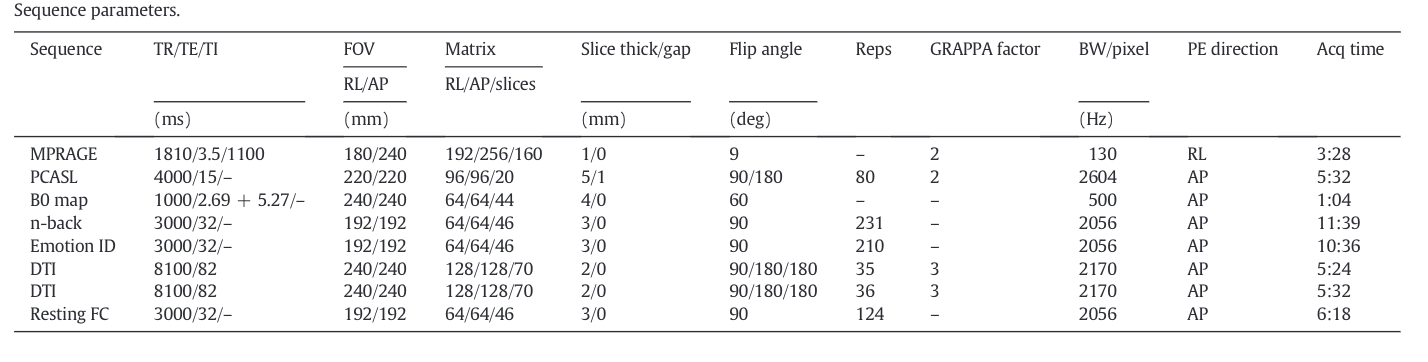 Sequence parameters.
Sequence TR/TE/TI FOV Matrix Slice thick/gap Flip angle Reps GRAPPA factor BW/pixel PE direction Acq time
RL/AP RL/AP/slices
(ms) (mm) (mm) (deg) (Hz)
MPRAGE 1810/3.5/1100 180/240 192/256/160 1/0 9 – 2 130 RL 3:28
PCASL 4000/15/– 220/220 96/96/20 5/1 90/180 80 2 2604 AP 5:32
B0 map 1000/2.69 + 5.27/– 240/240 64/64/44 4/0 60 – – 500 AP 1:04
n-back 3000/32/– 192/192 64/64/46 3/0 90 231 – 2056 AP 11:39
Emotion ID 3000/32/– 192/192 64/64/46 3/0 90 210 – 2056 AP 10:36
DTI 8100/82 240/240 128/128/70 2/0 90/180/180 35 3 2170 AP 5:24
DTI 8100/82 240/240 128/128/70 2/0 90/180/180 36 3 2170 AP 5:32
Resting FC 3000/32/– 192/192 64/64/46 3/0 90 124 – 2056 AP 6:18